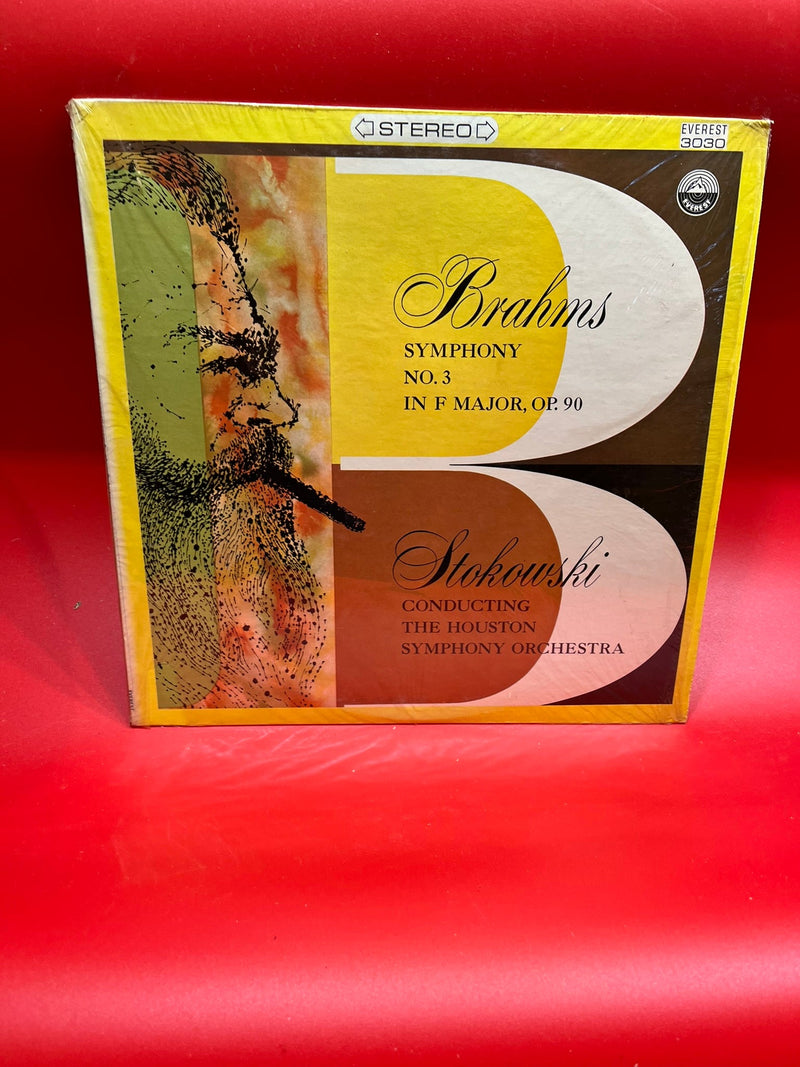 STEREO
EVEREST
3030
EVEREST
Brahms
SYMPHONY
NO. 3
IN F MAJOR, OP. 90
Stokowski
CONDUCTING
THE HOUSTON
SYMPHONY ORCHESTRA